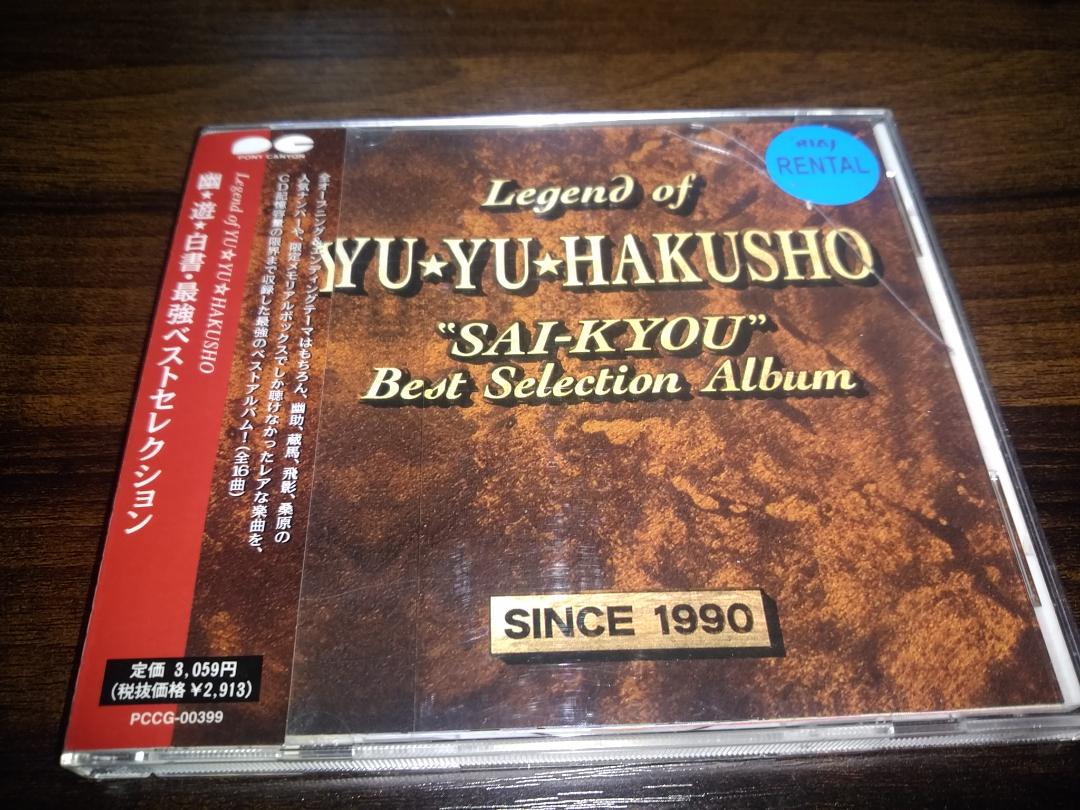 PONY CANYON
Legend of YU★YU★HAKUSHO
幽★遊★白書・最強ベストセレクション
全オープニング&エンディングテーマはもちろん、幽助、蔵馬、飛影、桑原の
人気ナンバーや、限定メモリアルボックスでしか聴けなかったレアな楽曲を、
CD記憶容量の限界まで収録した最強のベストアルバム!(全16曲)
定価 3,059円
(税抜価格 ¥2,913)
PCCG-00399
Legend of
YU★YU★HAKUSHO
“SAI-KYOU”
Best Selection Album
SINCE 1990
RENTAL